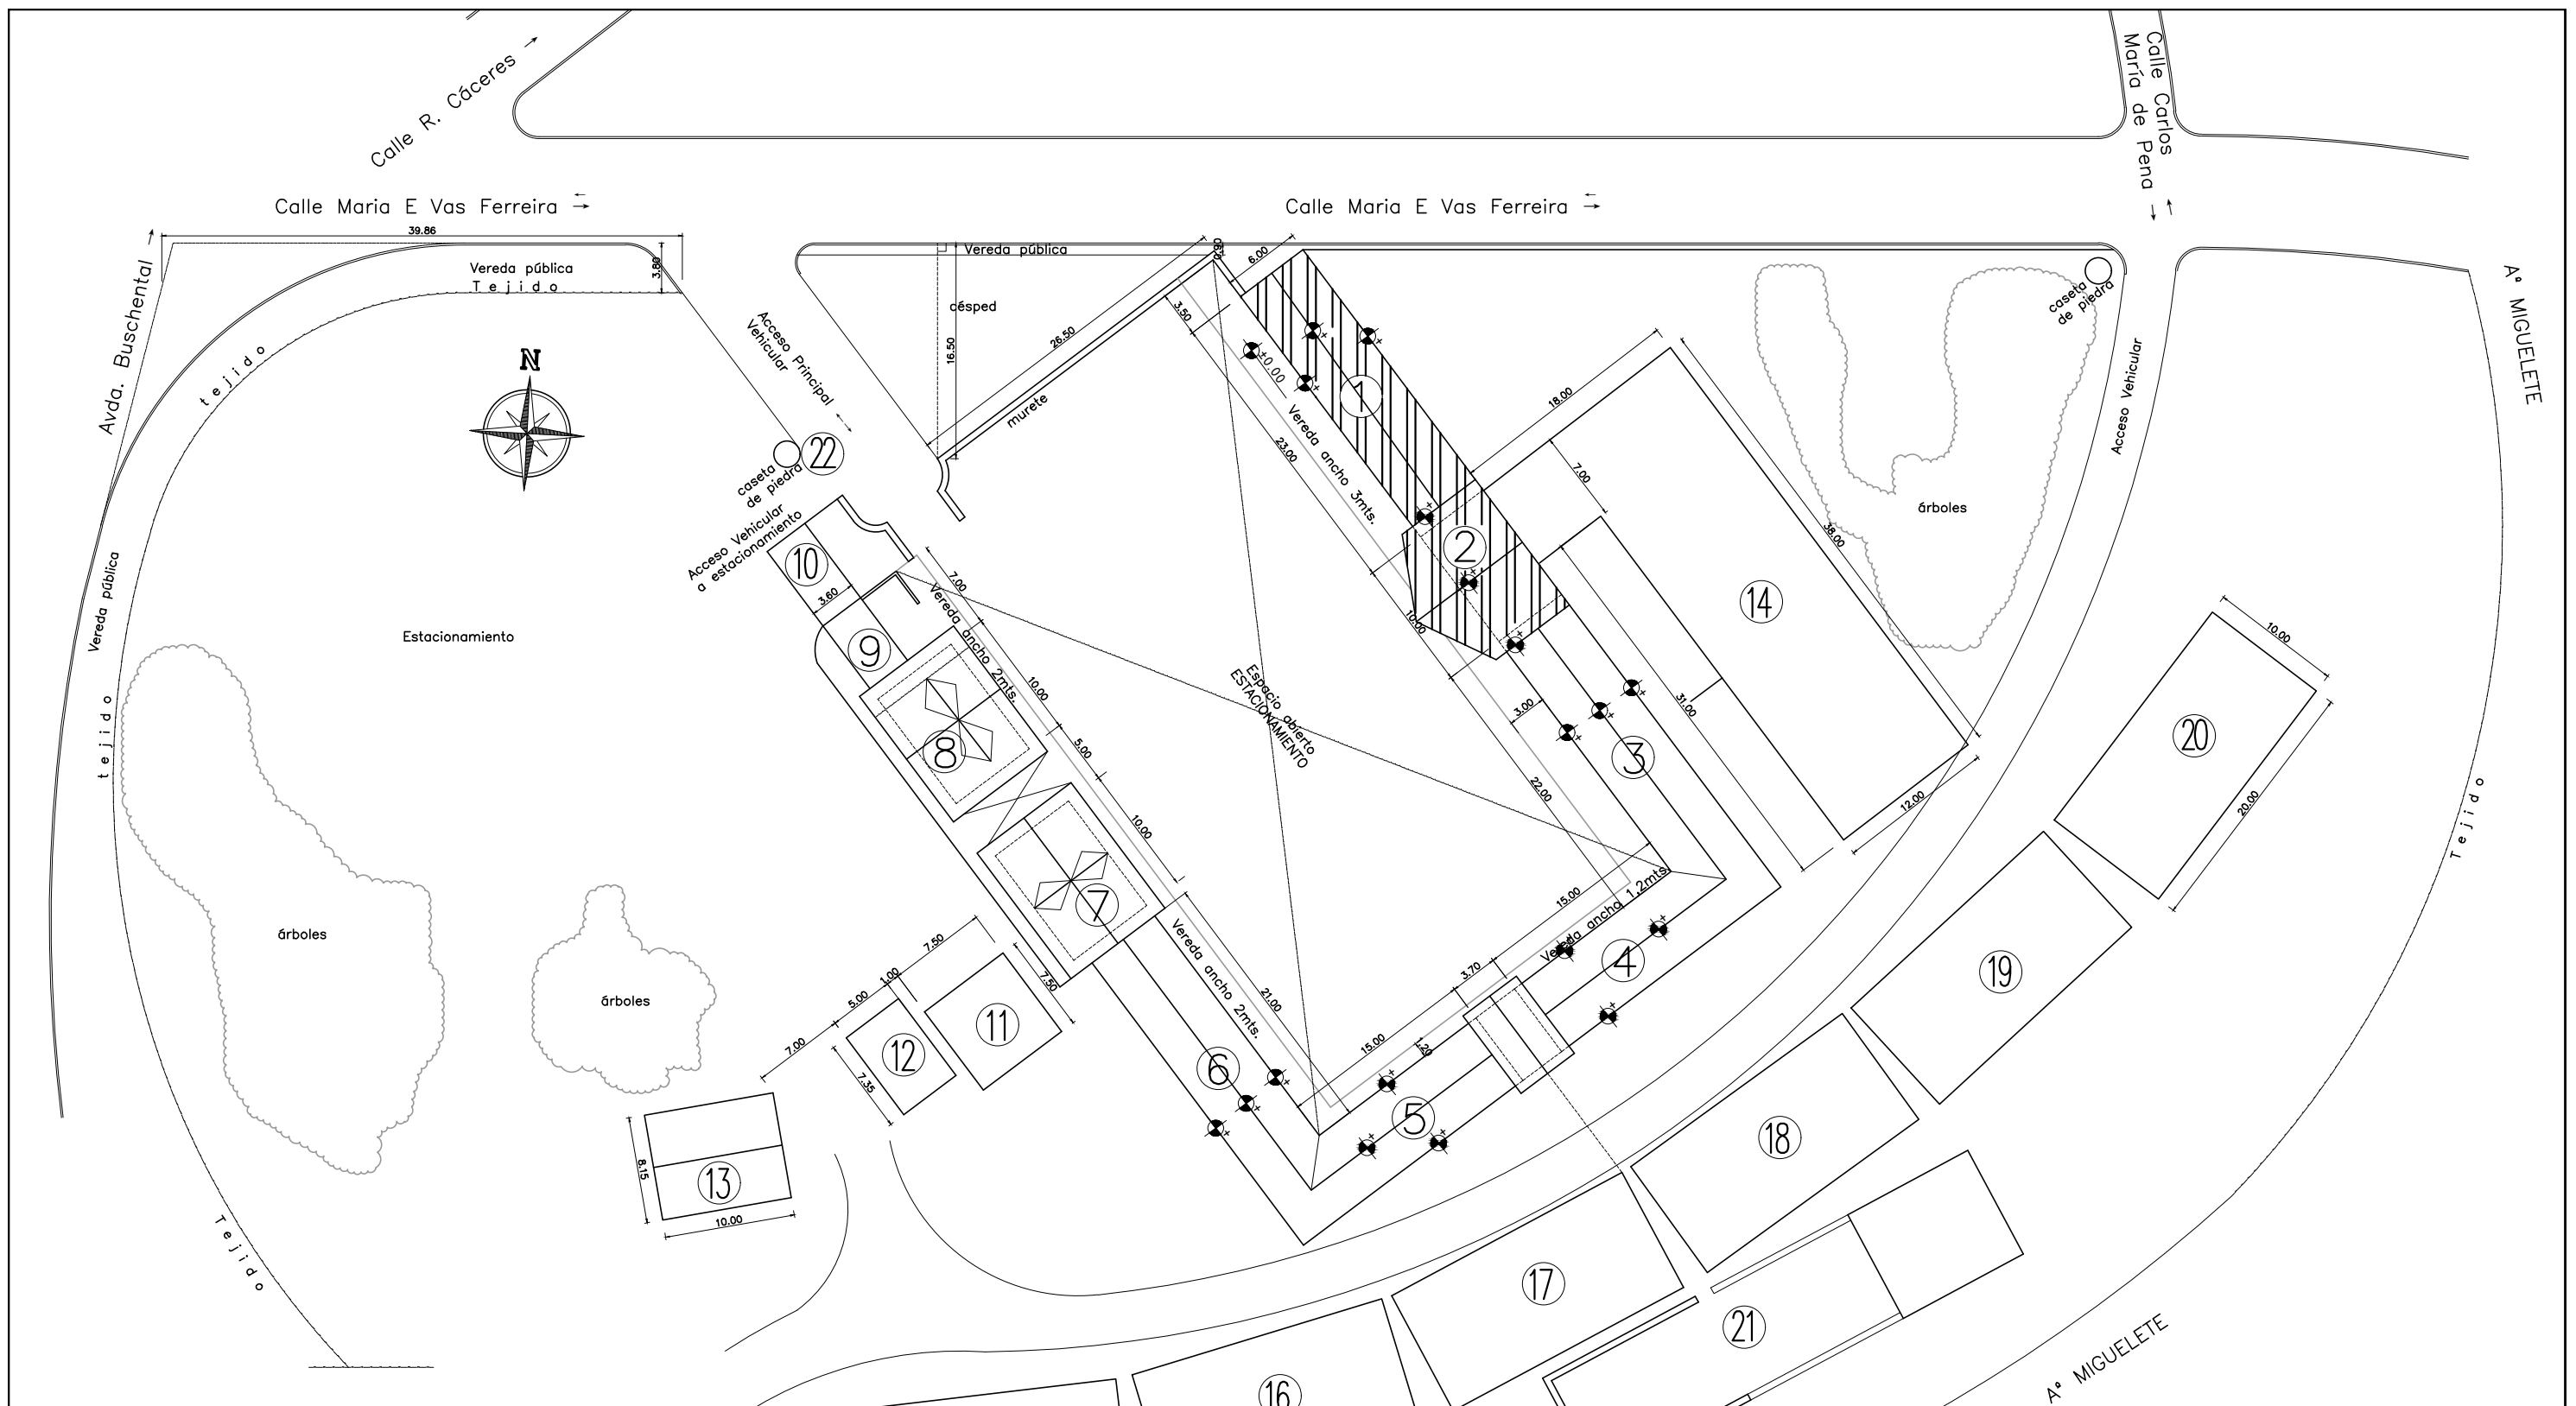 Calle R. Cáceres
Calle Carlos
María de Pena
Calle Maria E Vas Ferreira
Calle Maria E Vas Ferreira
39.86
Avda. Buschental
Vereda pública
Tejido
3.80
tejido
N
Vereda pública
césped
16.50
26.50
murete
0.60
6.00
3.50
±0.00
Acceso Principal
Vehicular
caseta
de piedra
22
Acceso Vehicular
a estacionamiento
1
Vereda ancho 3mts.
23.00
18.00
7.00
38.00
árboles
caseta
de piedra
Acceso Vehicular
Aº MIGUELETE
2
10.00
10
3.60
9
7.00
Vereda ancho 2mts.
10.00
8
5.00
10.00
7
Estacionamiento
Vereda pública
tejido
Espacio abierto
ESTACIONAMIENTO
14
31.00
3.00
3
22.00
12.00
10.00
20
20.00
Tejido
15.00
Vereda ancho 1,2mts.
4
3.70
19
árboles
árboles
7.50
1.00
5.00
7.00
7.50
11
12
7.35
Vereda ancho 2mts.
21.00
15.00
1.20
6
5
18
13
8.15
10.00
Tejido
17
21
16
Aº MIGUELETE